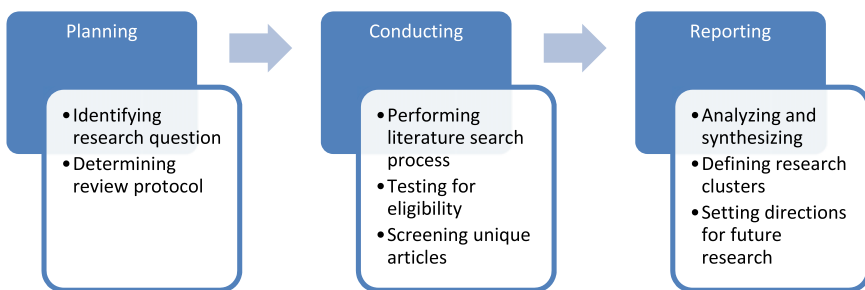 Planning
•Identifying
research question
•Determining
review protocol
Conducting
•Performing
literature search
process
•Testing for
eligibility
•Screening unique
articles
Reporting
•Analyzing and
synthesizing
•Defining research
clusters
•Setting directions
for future
research